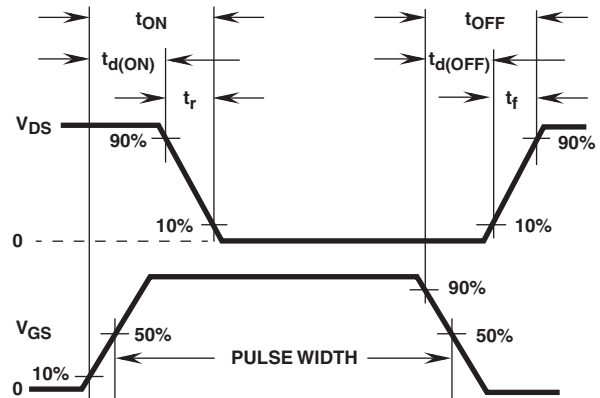 tON tOFF
td(ON) td(OFF)
tr tf
VDS
90% 90%
10% 10%
0
90%
VGS 50% 50%
PULSE WIDTH
10%
0